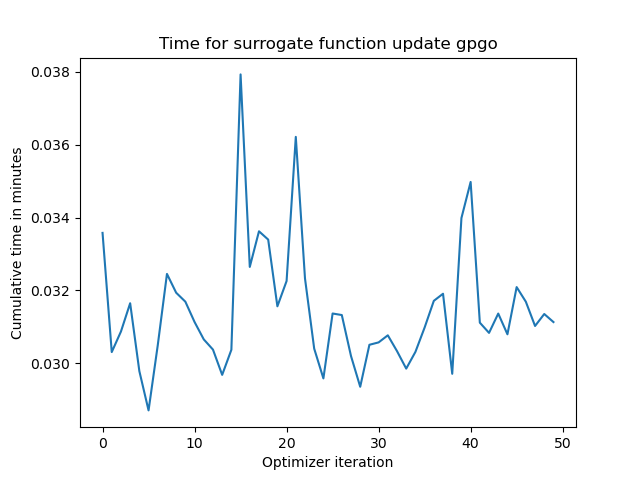 Time for surrogate function update gpgo
0.038
0.036
0.034
0.032
0.030
Cumulative time in minutes
0 10 20 30 40 50
Optimizer iteration